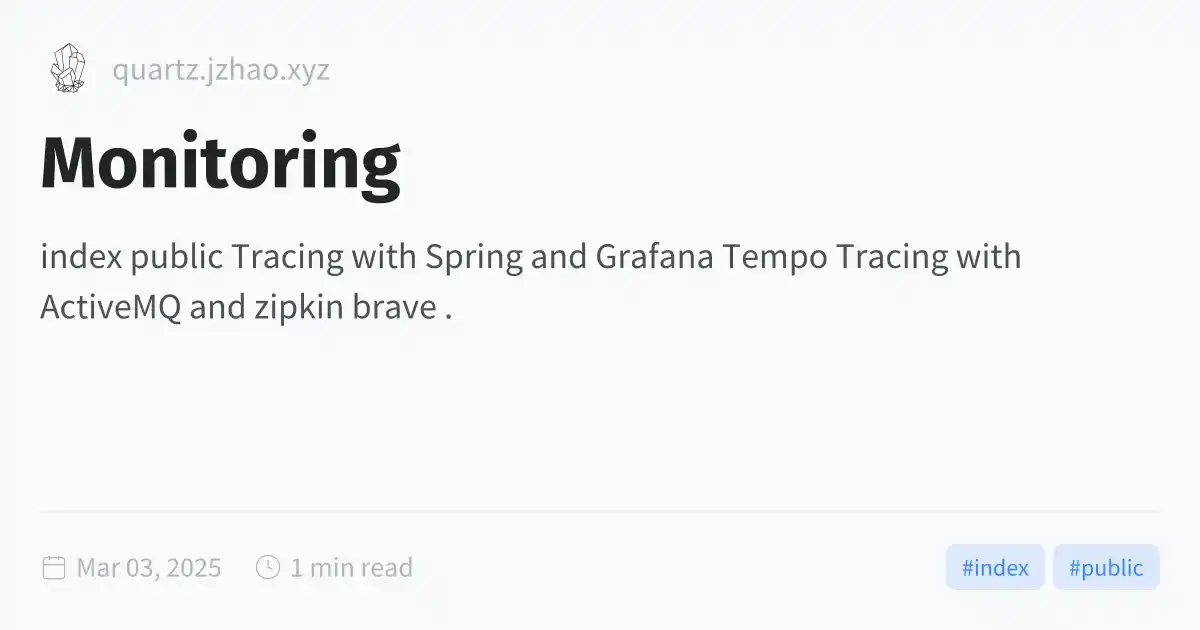 quartz.jzhao.xyz
Monitoring
index public Tracing with Spring and Grafana Tempo Tracing with
ActiveMQ and zipkin brave .
Mar 03, 2025
1 min read
#index
#public